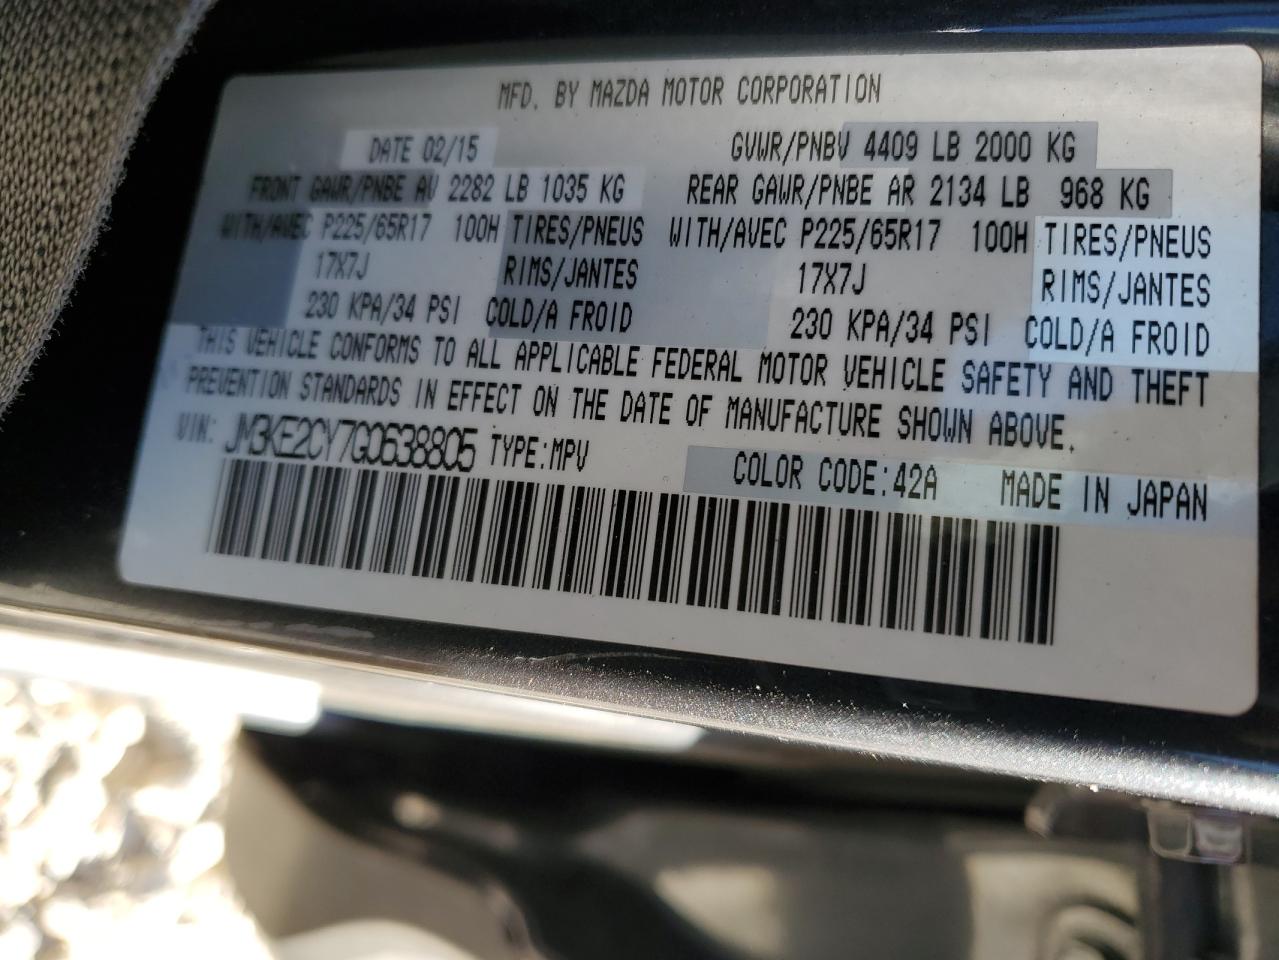 MFD. BY MAZDA MOTOR CORPORATION
DATE 02/15 GVWR/PNBV 4409 LB 2000 KG
FRONT GAWR/PNBE AV 2282 LB 1035 KG REAR GAWR/PNBE AR 2134 LB 968 KG
WITH/AVEC P225/65R17 100H TIRES/PNEUS WITH/AVEC P225/65R17 100H TIRES/PNEUS
17X7J RIMS/JANTES 17X7J RIMS/JANTES
230 KPA/34 PSI COLD/A FROID 230 KPA/34 PSI COLD/A FROID
THIS VEHICLE CONFORMS TO ALL APPLICABLE FEDERAL MOTOR VEHICLE SAFETY AND THEFT
PREVENTION STANDARDS IN EFFECT ON THE DATE OF MANUFACTURE SHOWN ABOVE.
VIN: JM3KE2CY7G0638805 TYPE:MPV COLOR CODE:42A MADE IN JAPAN